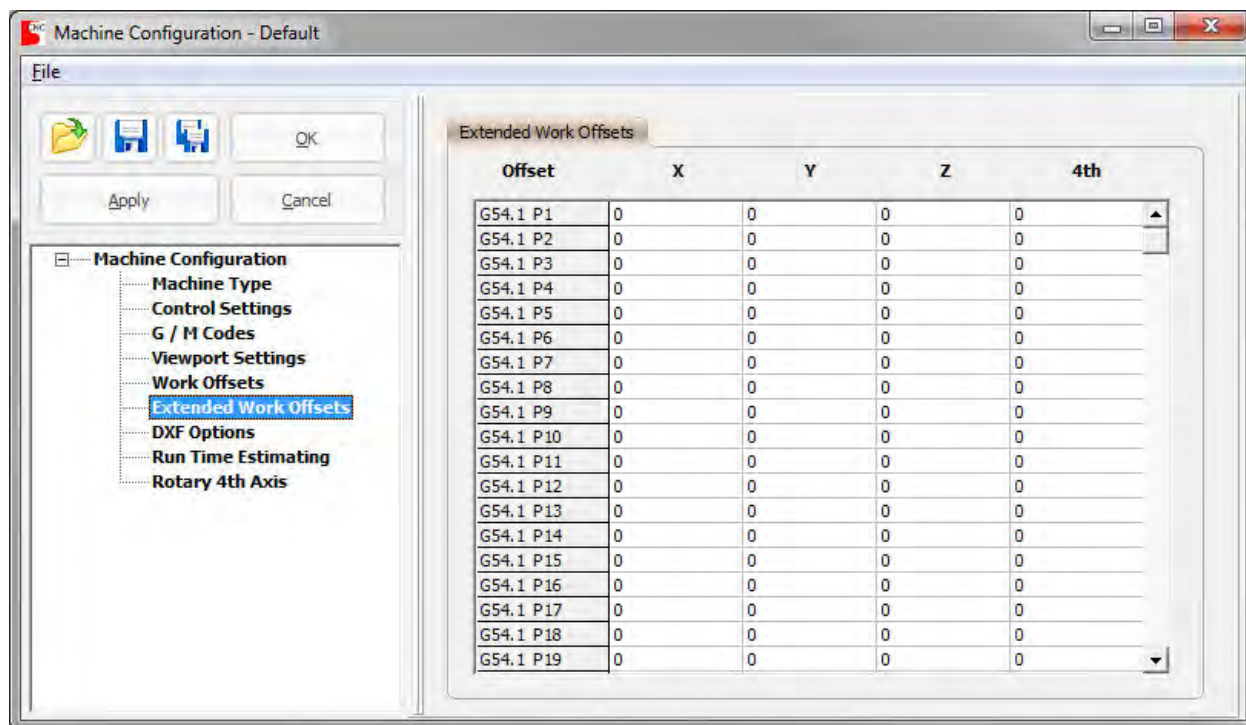 CNC
Machine Configuration - Default
File
OK
Apply
Cancel
Machine Configuration
Machine Type
Control Settings
G / M Codes
Viewport Settings
Work Offsets
Extended Work Offsets
DXF Options
Run Time Estimating
Rotary 4th Axis
Extended Work Offsets
Offset X Y Z 4th
G54.1 P1 0 0 0 0
G54.1 P2 0 0 0 0
G54.1 P3 0 0 0 0
G54.1 P4 0 0 0 0
G54.1 P5 0 0 0 0
G54.1 P6 0 0 0 0
G54.1 P7 0 0 0 0
G54.1 P8 0 0 0 0
G54.1 P9 0 0 0 0
G54.1 P10 0 0 0 0
G54.1 P11 0 0 0 0
G54.1 P12 0 0 0 0
G54.1 P13 0 0 0 0
G54.1 P14 0 0 0 0
G54.1 P15 0 0 0 0
G54.1 P16 0 0 0 0
G54.1 P17 0 0 0 0
G54.1 P18 0 0 0 0
G54.1 P19 0 0 0 0